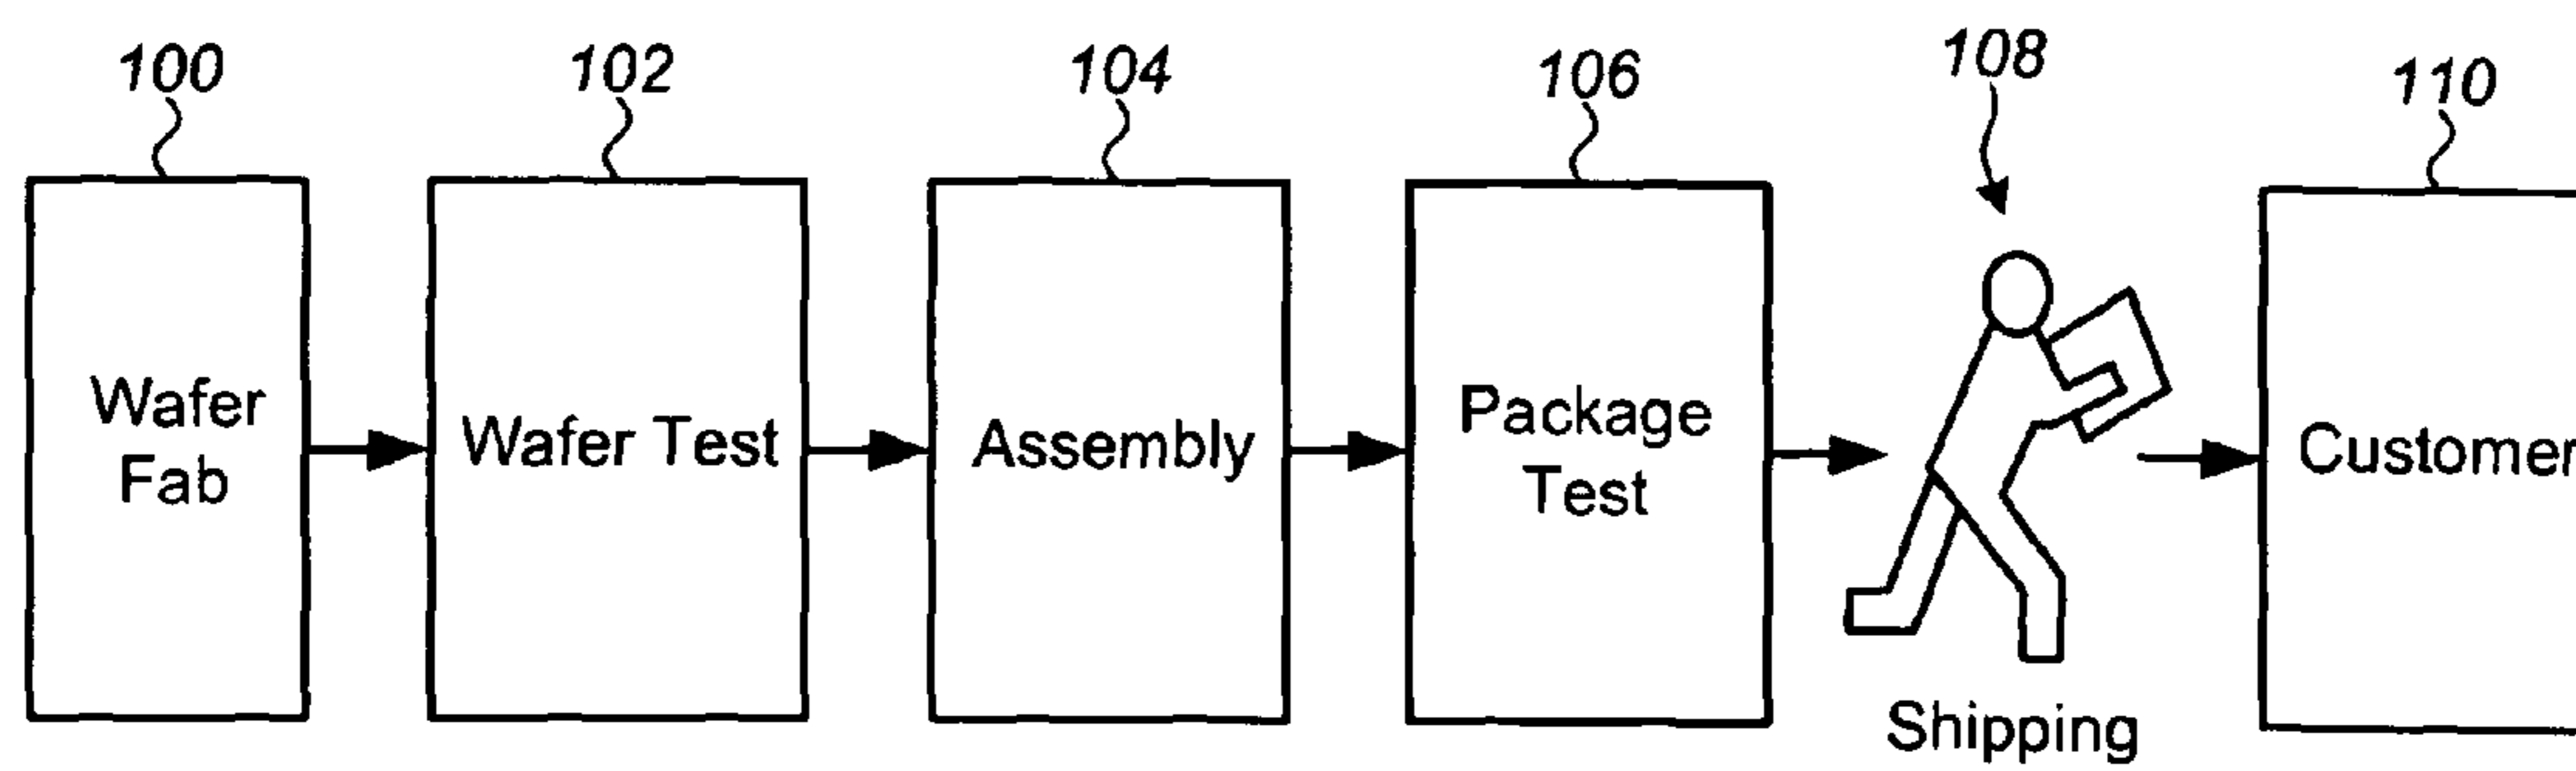 100
102
104
106
108
110
Wafer
Fab
Wafer Test
Assembly
Package
Test
Shipping
Customer